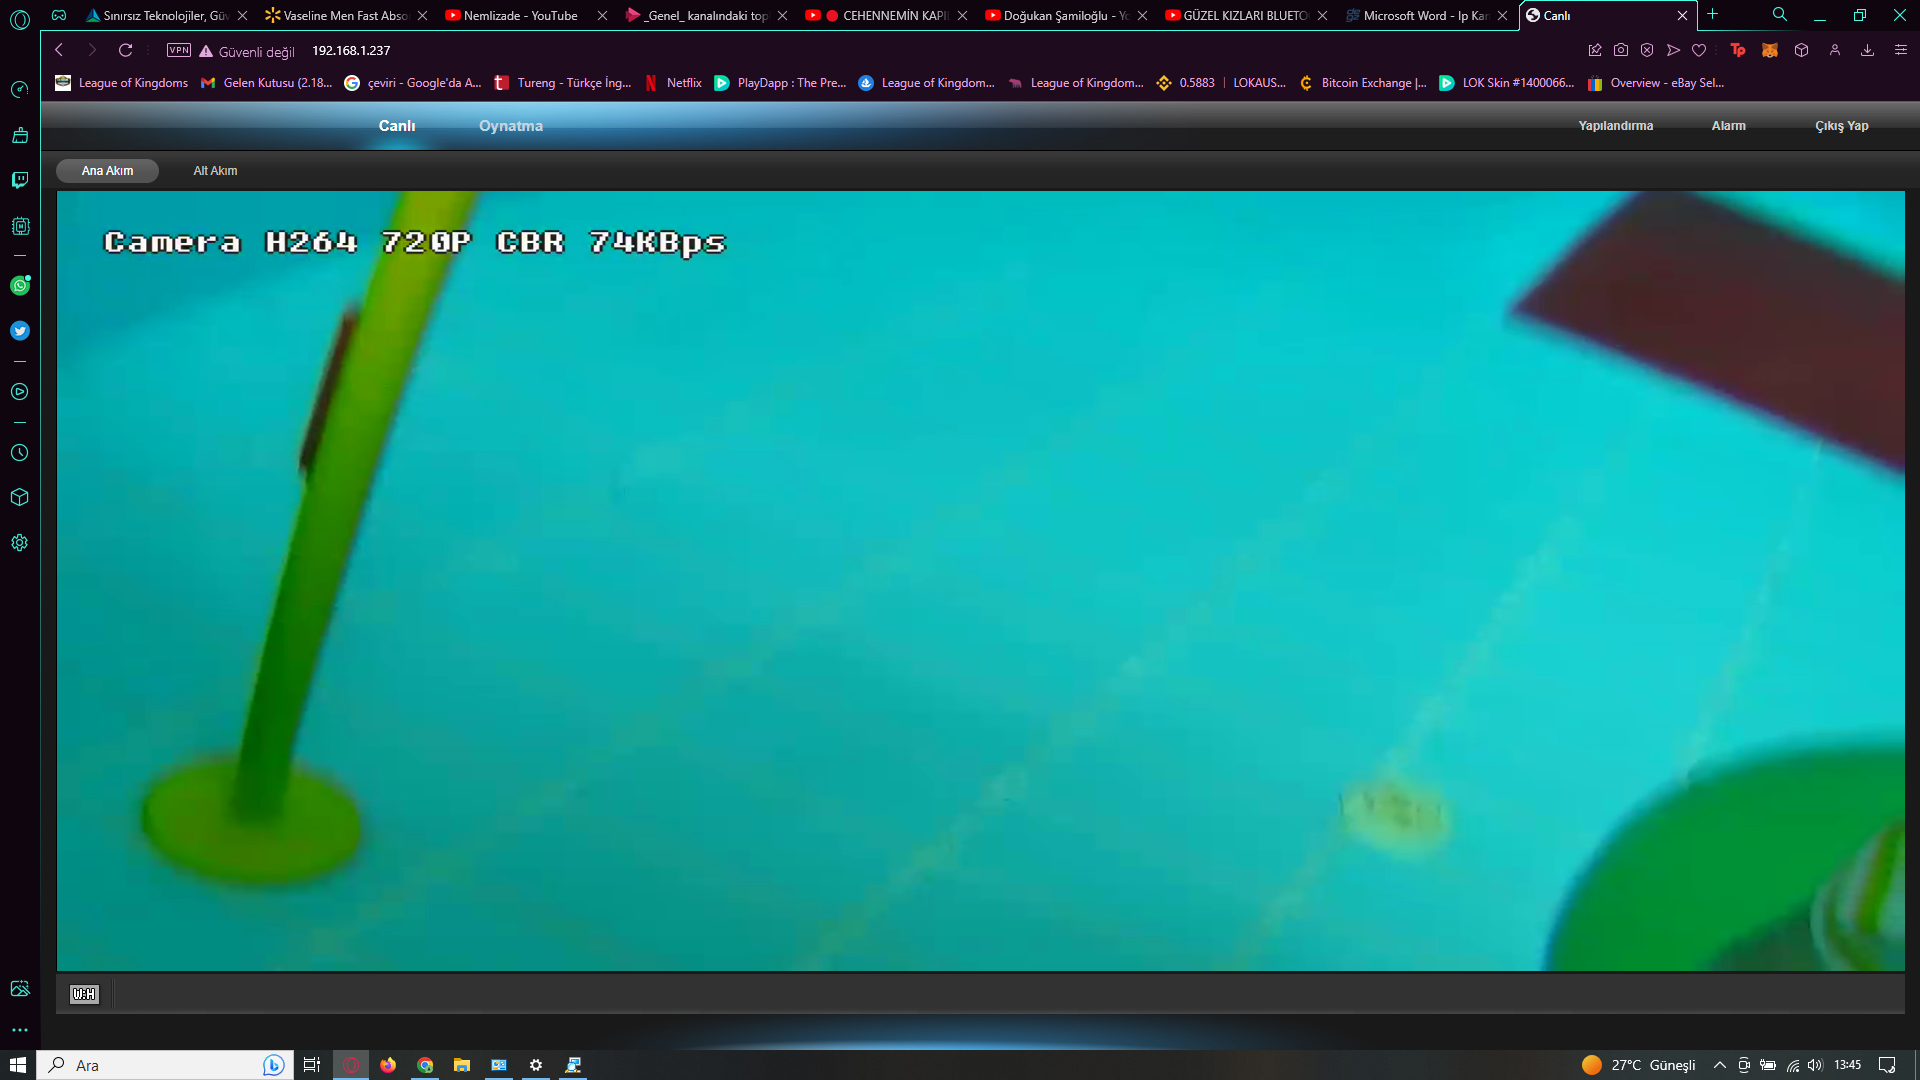 Sınırsız Teknolojiler, Güv
Vaseline Men Fast Abso
Nemlizade - YouTube
_Genel_ kanalındaki top
CEHENNEMİN KAPI
Doğukan Şamiloğlu - Yo
GÜZEL KIZLARI BLUETO
Microsoft Word - Ip Kar
Canlı
VPN
Güvenli değil
192.168.1.237
League of Kingdoms
Gelen Kutusu (2.18...
çeviri - Google'da A...
Tureng - Türkçe İng...
Netflix
PlayDapp : The Pre...
League of Kingdom...
League of Kingdom...
0.5883 | LOKAUS...
Bitcoin Exchange |...
LOK Skin #1400066...
Overview - eBay Sel...
Canlı
Oynatma
Yapılandırma
Alarm
Çıkış Yap
Ana Akım
Alt Akım
Camera H264 720P CBR 74KBps
W:H
Ara
27°C Güneşli
13:45